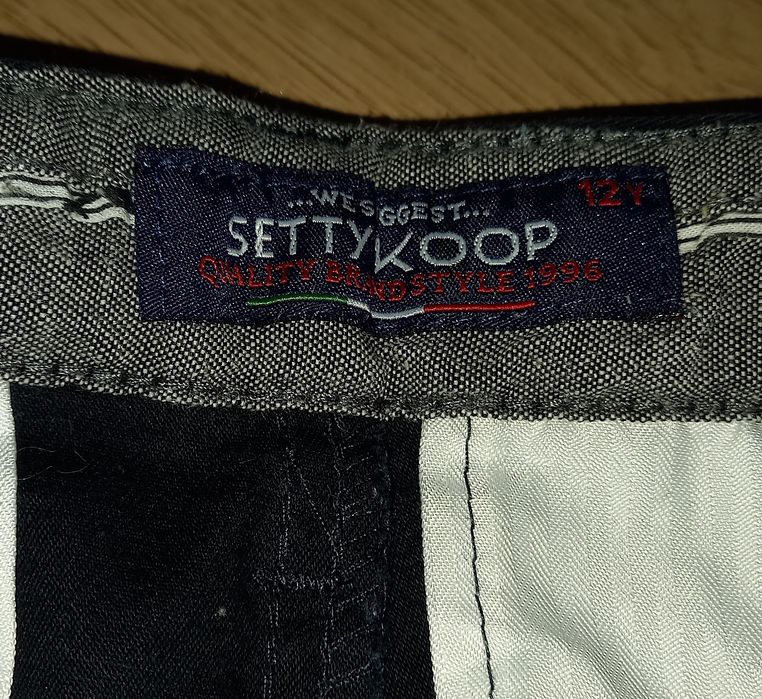 ...WESGGEST...
12Y
SETTYKOOP
QUALITY BRANDSTYLE 1996